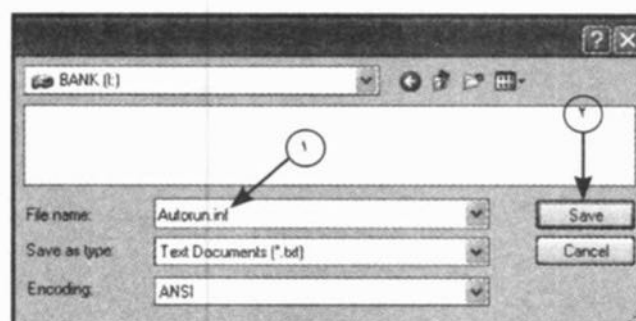 BANK (I:)
١
٢
File name: Autorun.inf Save
Save as type: Text Documents (*.txt) Cancel
Encoding: ANSI